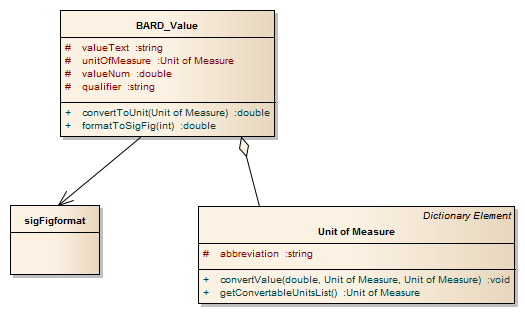 BARD_Value
# valueText :string
# unitOfMeasure :Unit of Measure
# valueNum :double
# qualifier :string
+ convertToUnit(Unit of Measure) :double
+ formatToSigFig(int) :double
sigFigformat
Dictionary Element
Unit of Measure
# abbreviation :string
+ convertValue(double, Unit of Measure, Unit of Measure) :void
+ getConvertableUnitsList() :Unit of Measure